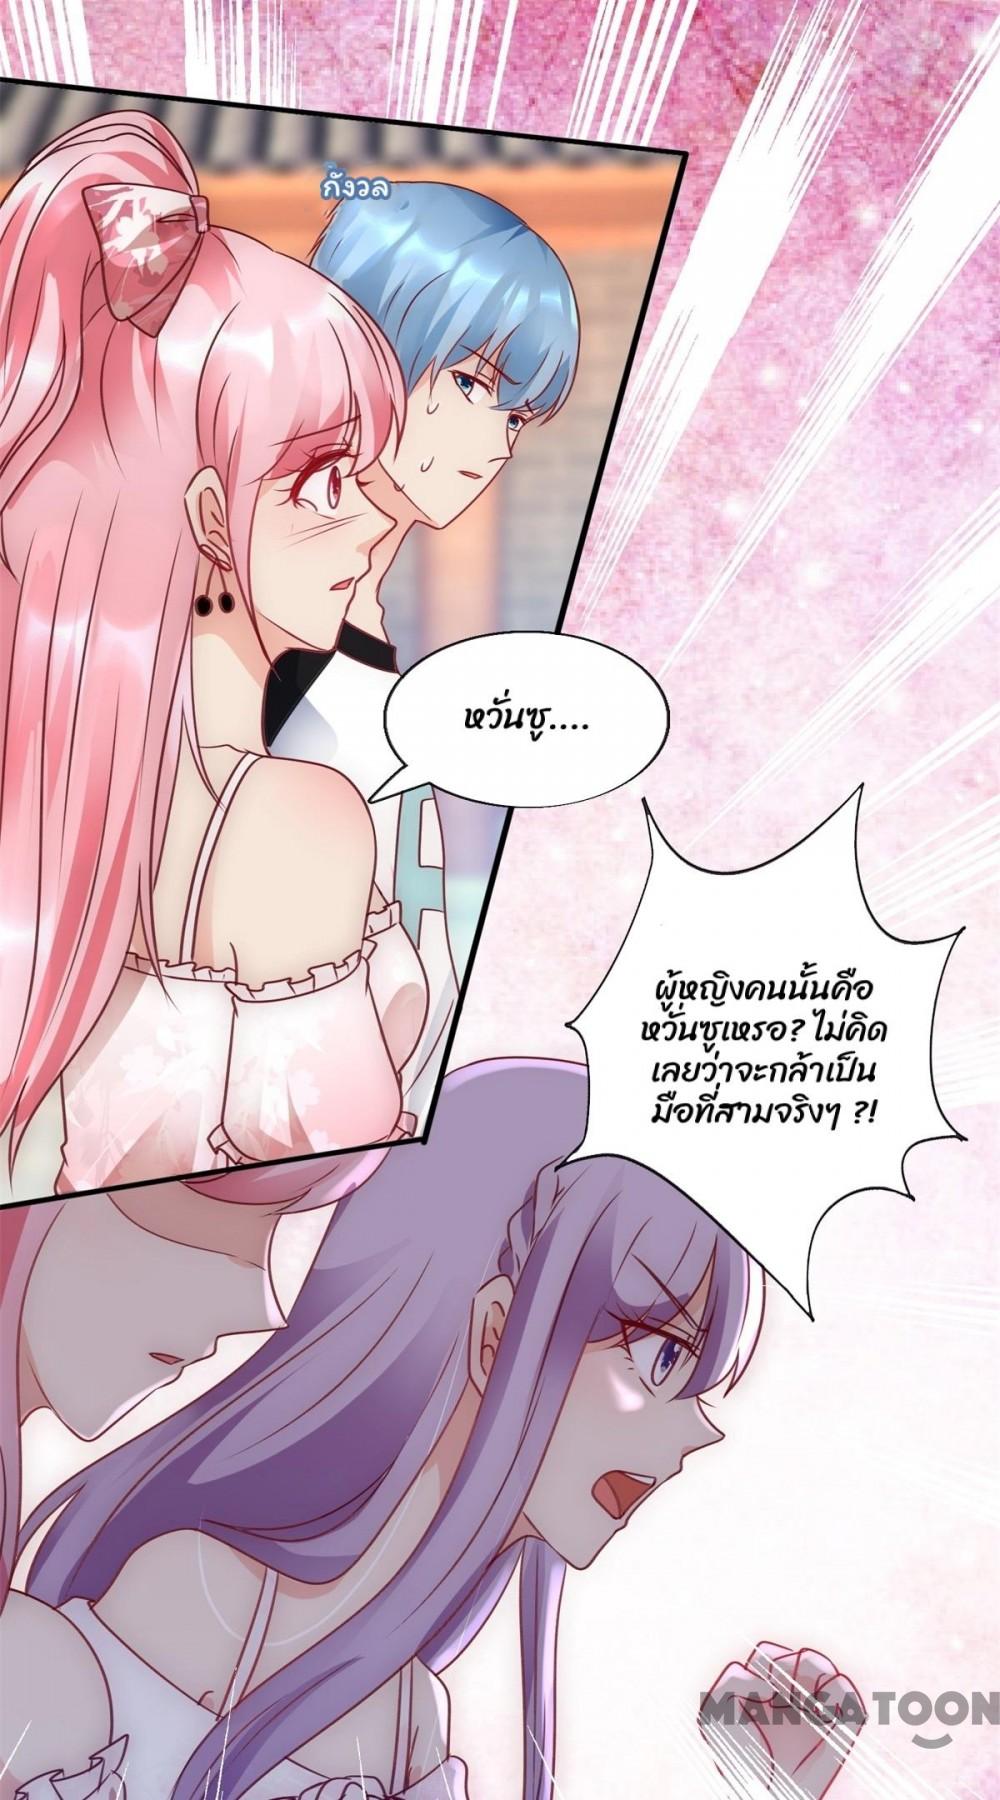 กังวล
หวั่นซู....
ผู้หญิงคนนั้นคือ
หวั่นซูเหรอ? ไม่คิด
เลยว่าจะกล้าเป็น
มือที่สามจริงๆ ?!
MANGATOON